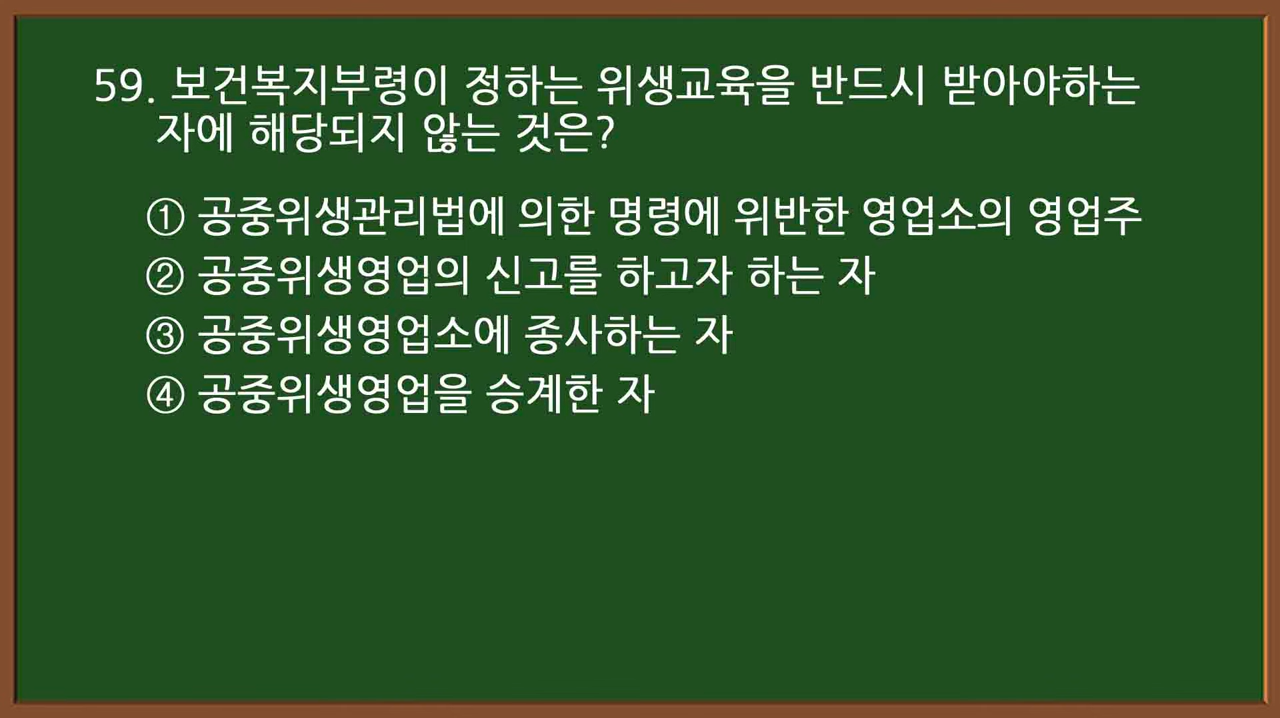 59. 보건복지부령이 정하는 위생교육을 반드시 받아야하는
자에 해당되지 않는 것은?
① 공중위생관리법에 의한 명령에 위반한 영업소의 영업주
② 공중위생영업의 신고를 하고자 하는 자
③ 공중위생영업소에 종사하는 자
④ 공중위생영업을 승계한 자